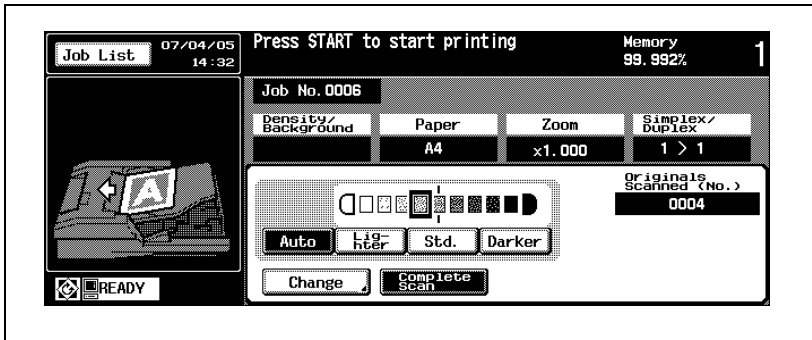 Job List
07/04/05
14:32
Press START to start printing
Memory
99.992%
1
Job No.0006
Density/
Background
Paper
Zoom
Simplex/
Duplex
A4
x1.000
1 > 1
Originals
Scanned (No.)
0004
A
Auto
Lig-
hter
Std.
Darker
Change
Complete
Scan
READY